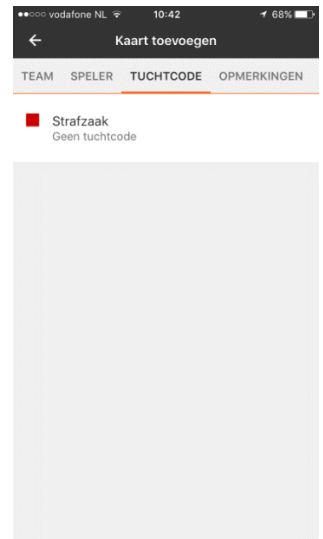 vodafone NL 10:42 68%
Kaart toevoegen
TEAM SPELER TUCHTCODE OPMERKINGEN
Strafzaak
Geen tuchtcode